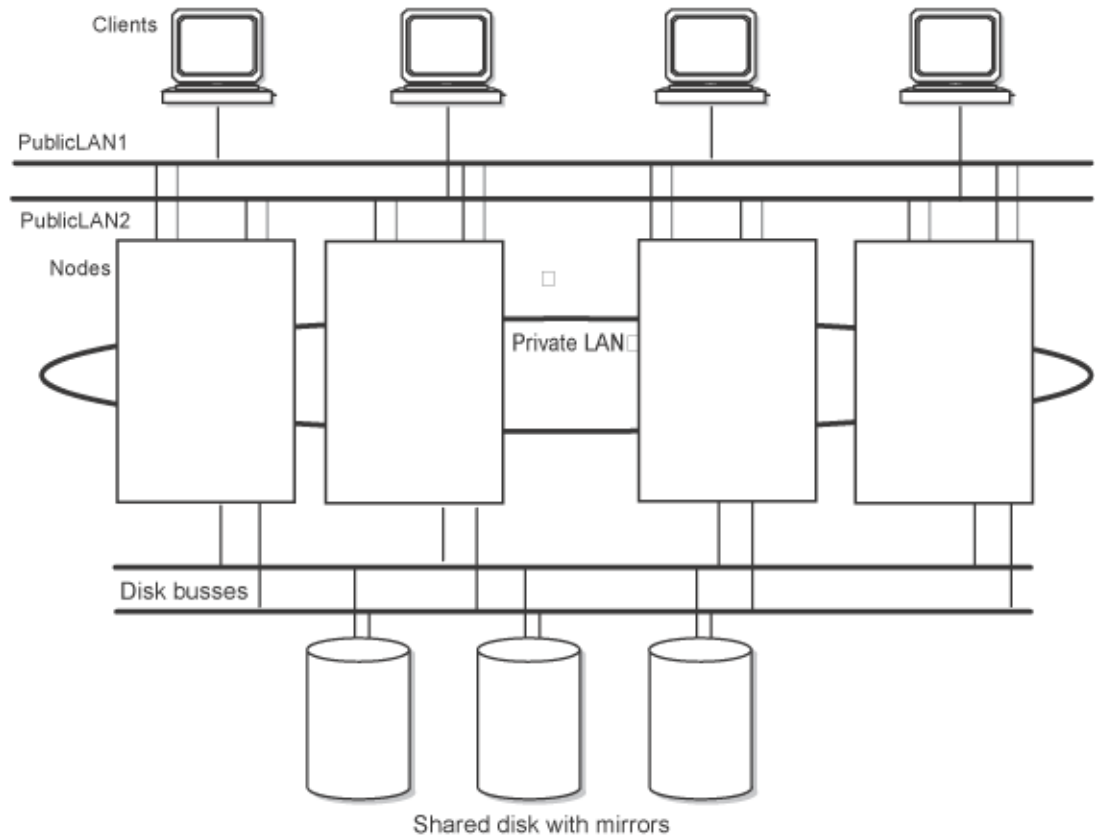 Clients
PublicLAN1
PublicLAN2
Nodes
Private LAN
Disk busses
Shared disk with mirrors